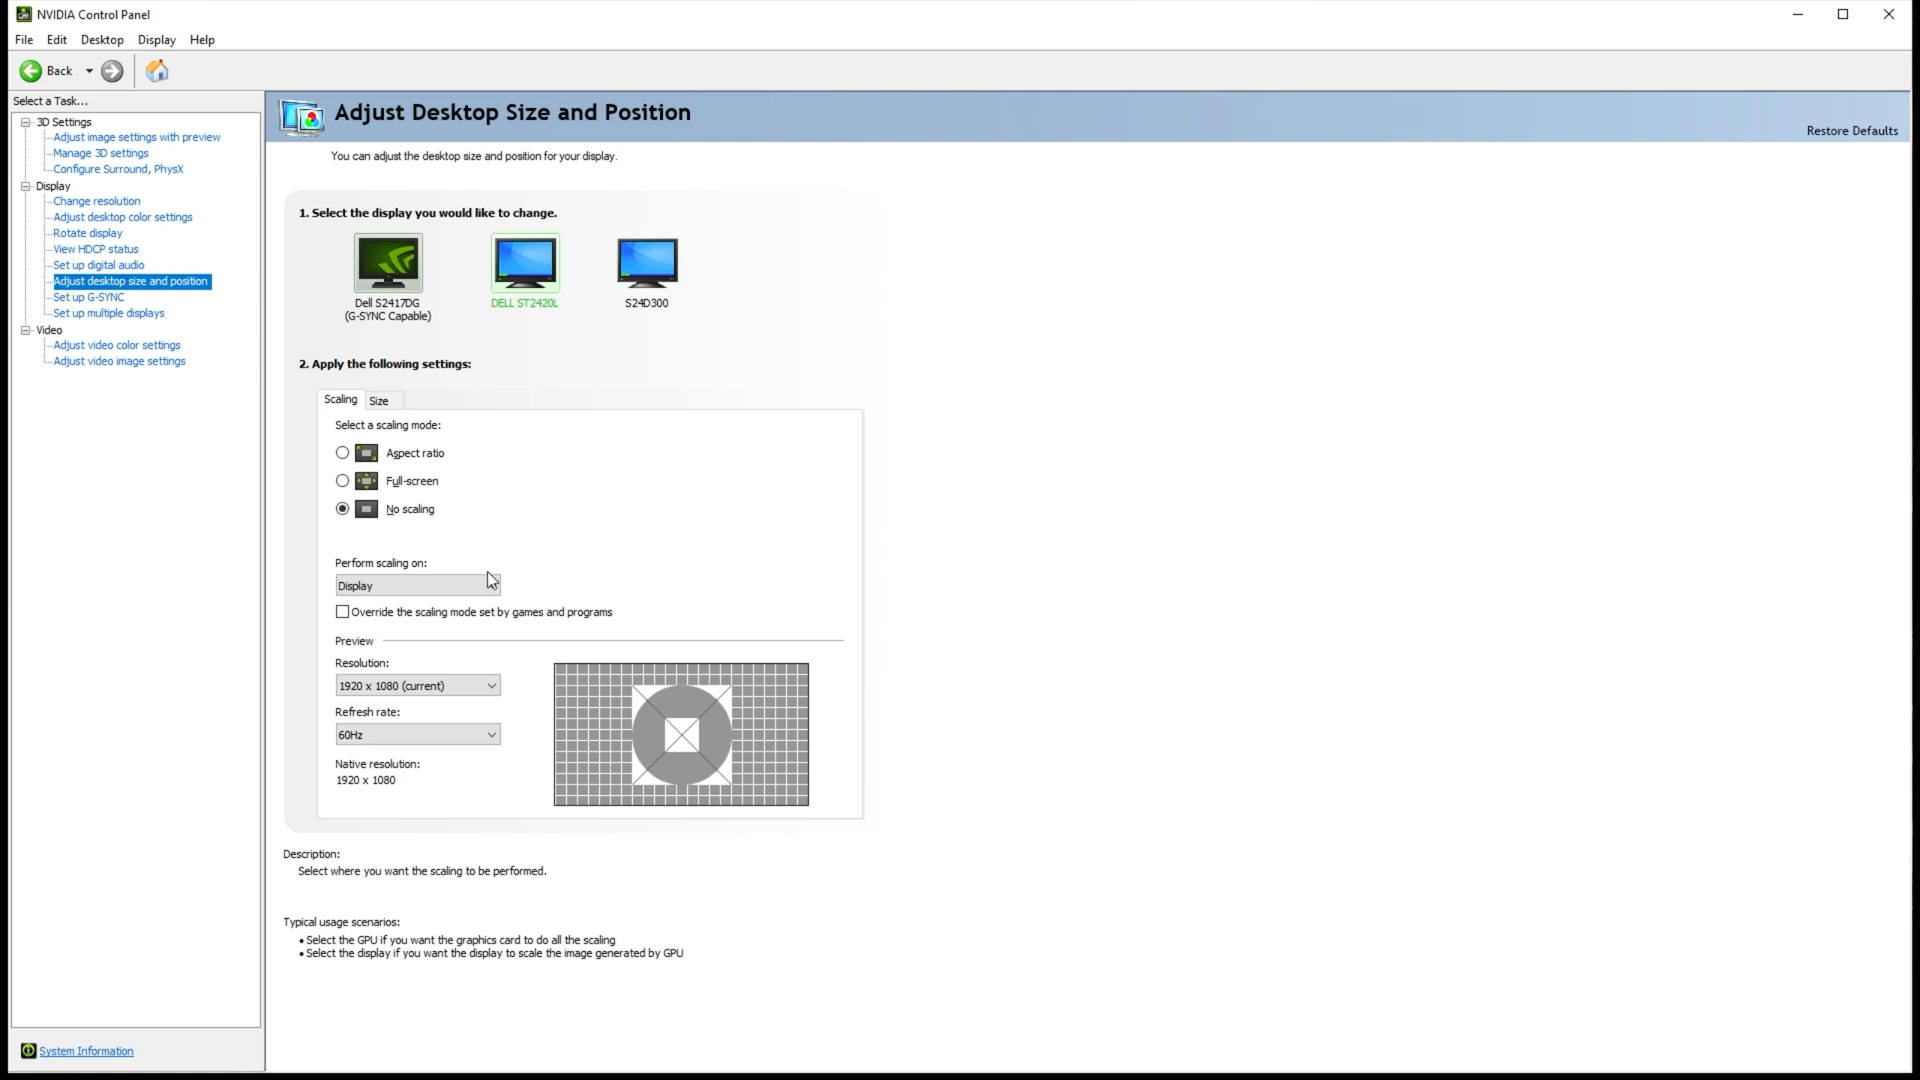 NVIDIA Control Panel
File Edit Desktop Display Help
Back
Select a Task...
3D Settings
Adjust image settings with preview
Manage 3D settings
Configure Surround, PhysX
Display
Change resolution
Adjust desktop color settings
Rotate display
View HDCP status
Set up digital audio
Adjust desktop size and position
Set up G-SYNC
Set up multiple displays
Video
Adjust video color settings
Adjust video image settings
System Information
Adjust Desktop Size and Position
Restore Defaults
You can adjust the desktop size and position for your display.
1. Select the display you would like to change.
Dell S2417DG
(G-SYNC Capable)
DELL ST2420L
S24D300
2. Apply the following settings:
Scaling Size
Select a scaling mode:
Aspect ratio
Full-screen
No scaling
Perform scaling on:
Display
Override the scaling mode set by games and programs
Preview
Resolution:
1920 x 1080 (current)
Refresh rate:
60Hz
Native resolution:
1920 x 1080
Description:
Select where you want the scaling to be performed.
Typical usage scenarios:
• Select the GPU if you want the graphics card to do all the scaling
• Select the display if you want the display to scale the image generated by GPU